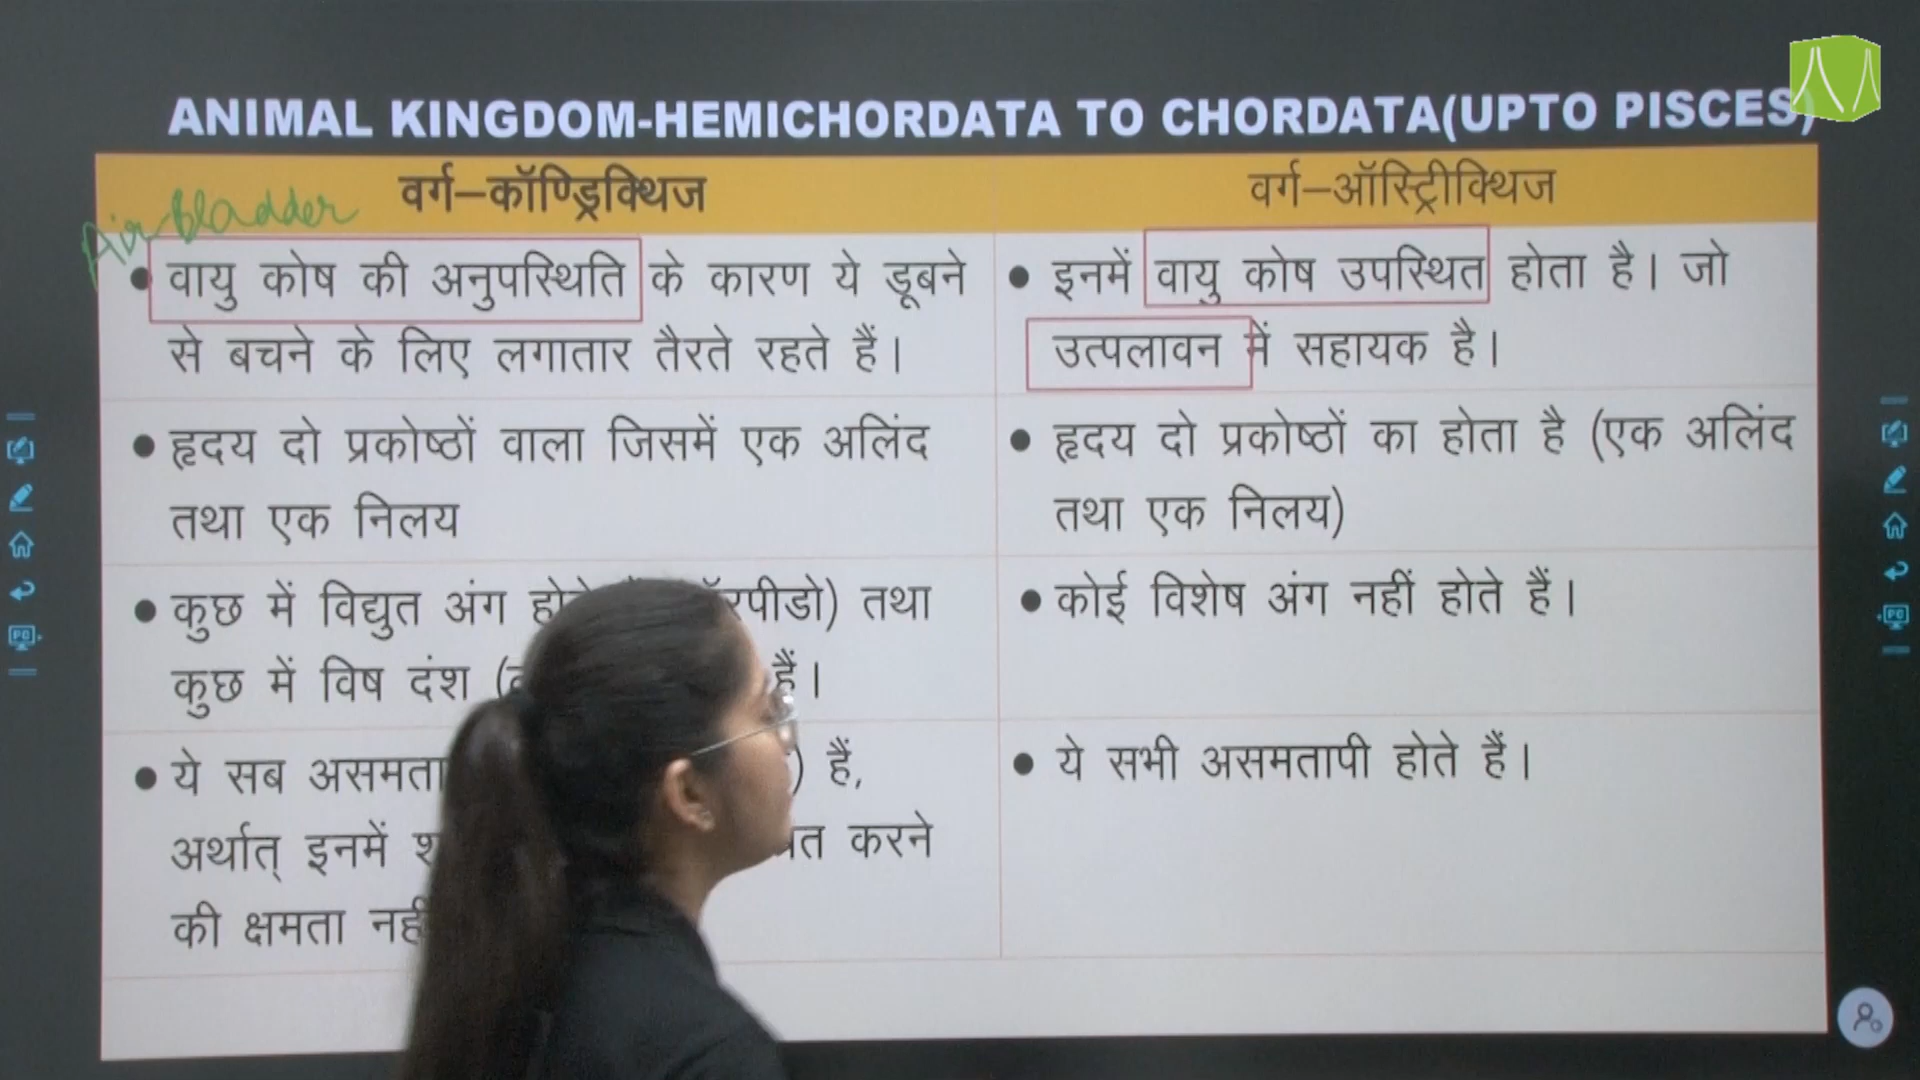 ANIMAL KINGDOM-HEMICHORDATA TO CHORDATA(UPTO PISCES)
वर्ग–कॉण्ड्रिक्थिज
Air Bladder
• वायु कोष की अनुपस्थिति के कारण ये डूबने
से बचने के लिए लगातार तैरते रहते हैं।
• हृदय दो प्रकोष्ठों वाला जिसमें एक अलिंद
तथा एक निलय
• कुछ में विद्युत अंग तथा
कुछ में विष दंश हैं।
• ये सब हैं,
अर्थात् इनमें करने
की क्षमता
वर्ग–ऑस्ट्रीक्थिज
• इनमें वायु कोष उपस्थित होता है। जो
उत्पलावन में सहायक है।
• हृदय दो प्रकोष्ठों का होता है (एक अलिंद
तथा एक निलय)
• कोई विशेष अंग नहीं होते हैं।
• ये सभी असमतापी होते हैं।